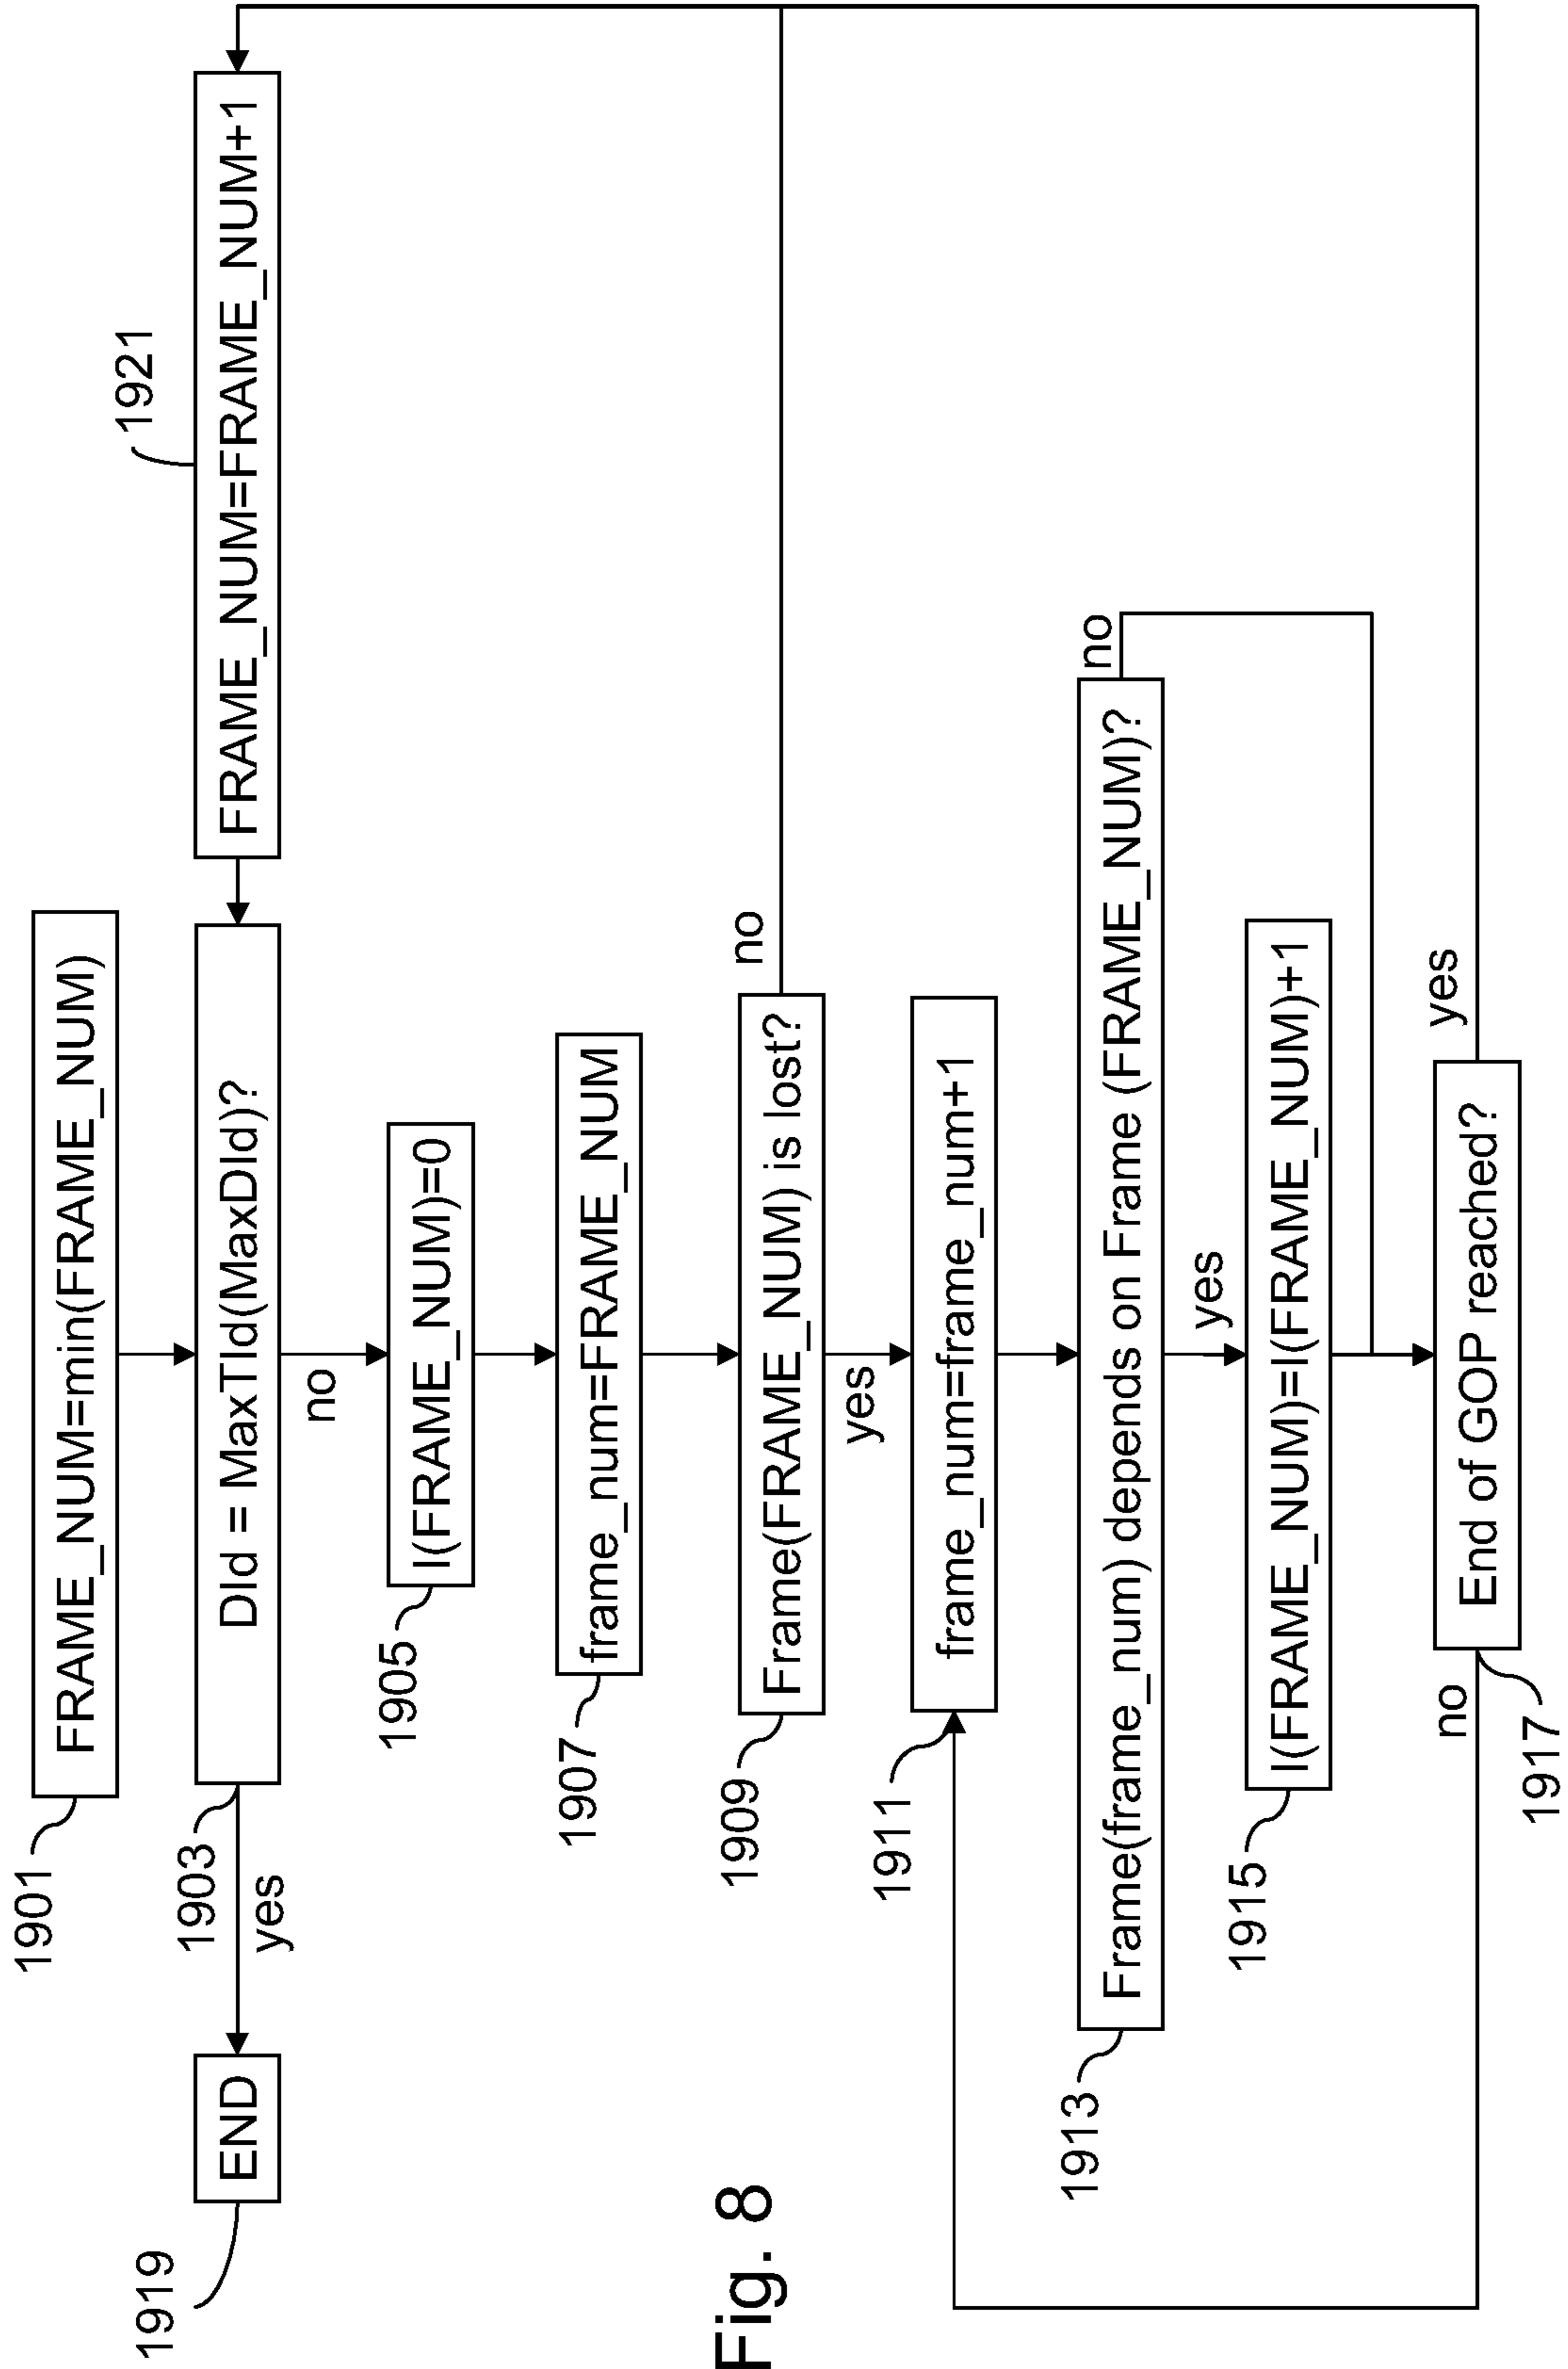 1901
FRAME_NUM=min(FRAME_NUM)
1919
END
yes
1903
DId = MaxTId(MaxDId)?
1921
FRAME_NUM=FRAME_NUM+1
no
1905
I(FRAME_NUM)=0
1907
frame_num=FRAME_NUM
1909
Frame(FRAME_NUM) is lost?
no
yes
1911
frame_num=frame_num+1
1913
Frame(frame_num) depends on Frame (FRAME_NUM)?
no
yes
1915
I(FRAME_NUM)=I(FRAME_NUM)+1
no
1917
End of GOP reached?
yes
Fig. 8